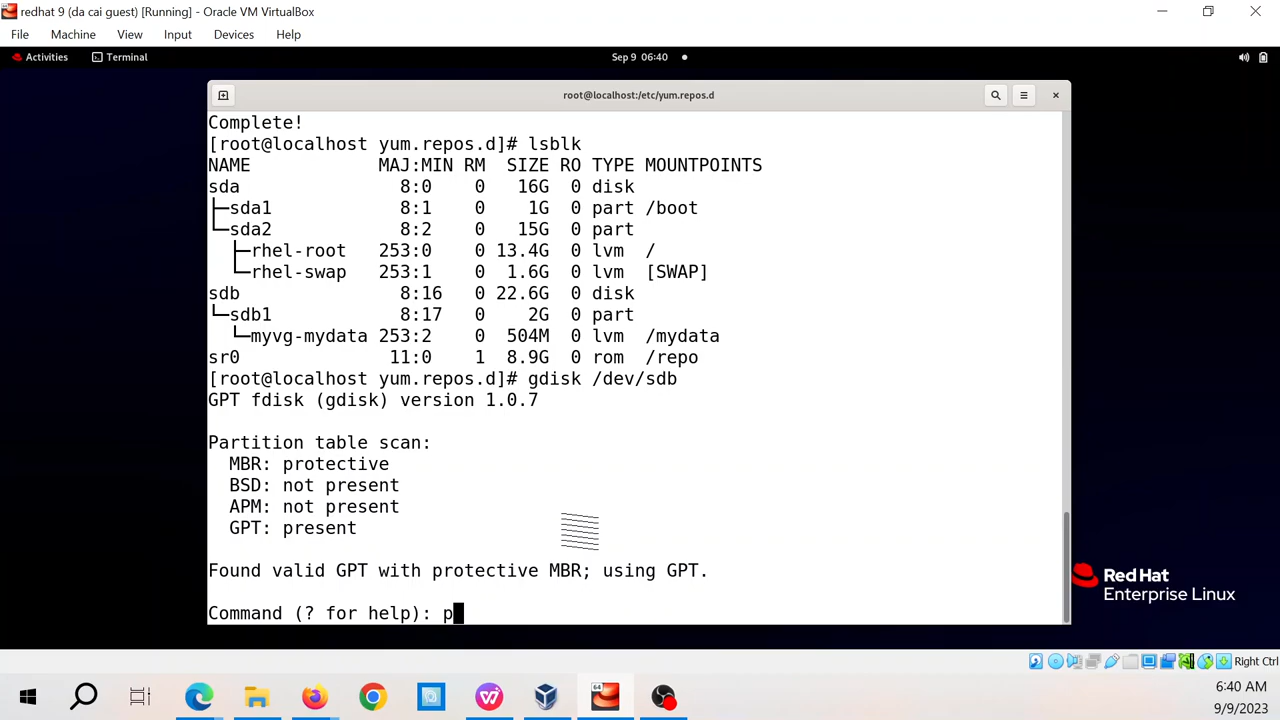 redhat 9 (da cai guest) [Running] - Oracle VM VirtualBox
File Machine View Input Devices Help
Activities Terminal Sep 9 06:40
root@localhost:/etc/yum.repos.d
Complete!
[root@localhost yum.repos.d]# lsblk
NAME MAJ:MIN RM SIZE RO TYPE MOUNTPOINTS
sda 8:0 0 16G 0 disk
├─sda1 8:1 0 1G 0 part /boot
└─sda2 8:2 0 15G 0 part
├─rhel-root 253:0 0 13.4G 0 lvm /
└─rhel-swap 253:1 0 1.6G 0 lvm [SWAP]
sdb 8:16 0 22.6G 0 disk
└─sdb1 8:17 0 2G 0 part
└─myvg-mydata 253:2 0 504M 0 lvm /mydata
sr0 11:0 1 8.9G 0 rom /repo
[root@localhost yum.repos.d]# gdisk /dev/sdb
GPT fdisk (gdisk) version 1.0.7
Partition table scan:
MBR: protective
BSD: not present
APM: not present
GPT: present
Found valid GPT with protective MBR; using GPT.
Command (? for help): p
Red Hat
Enterprise Linux
Right Ctrl
64
6:40 AM
9/9/2023